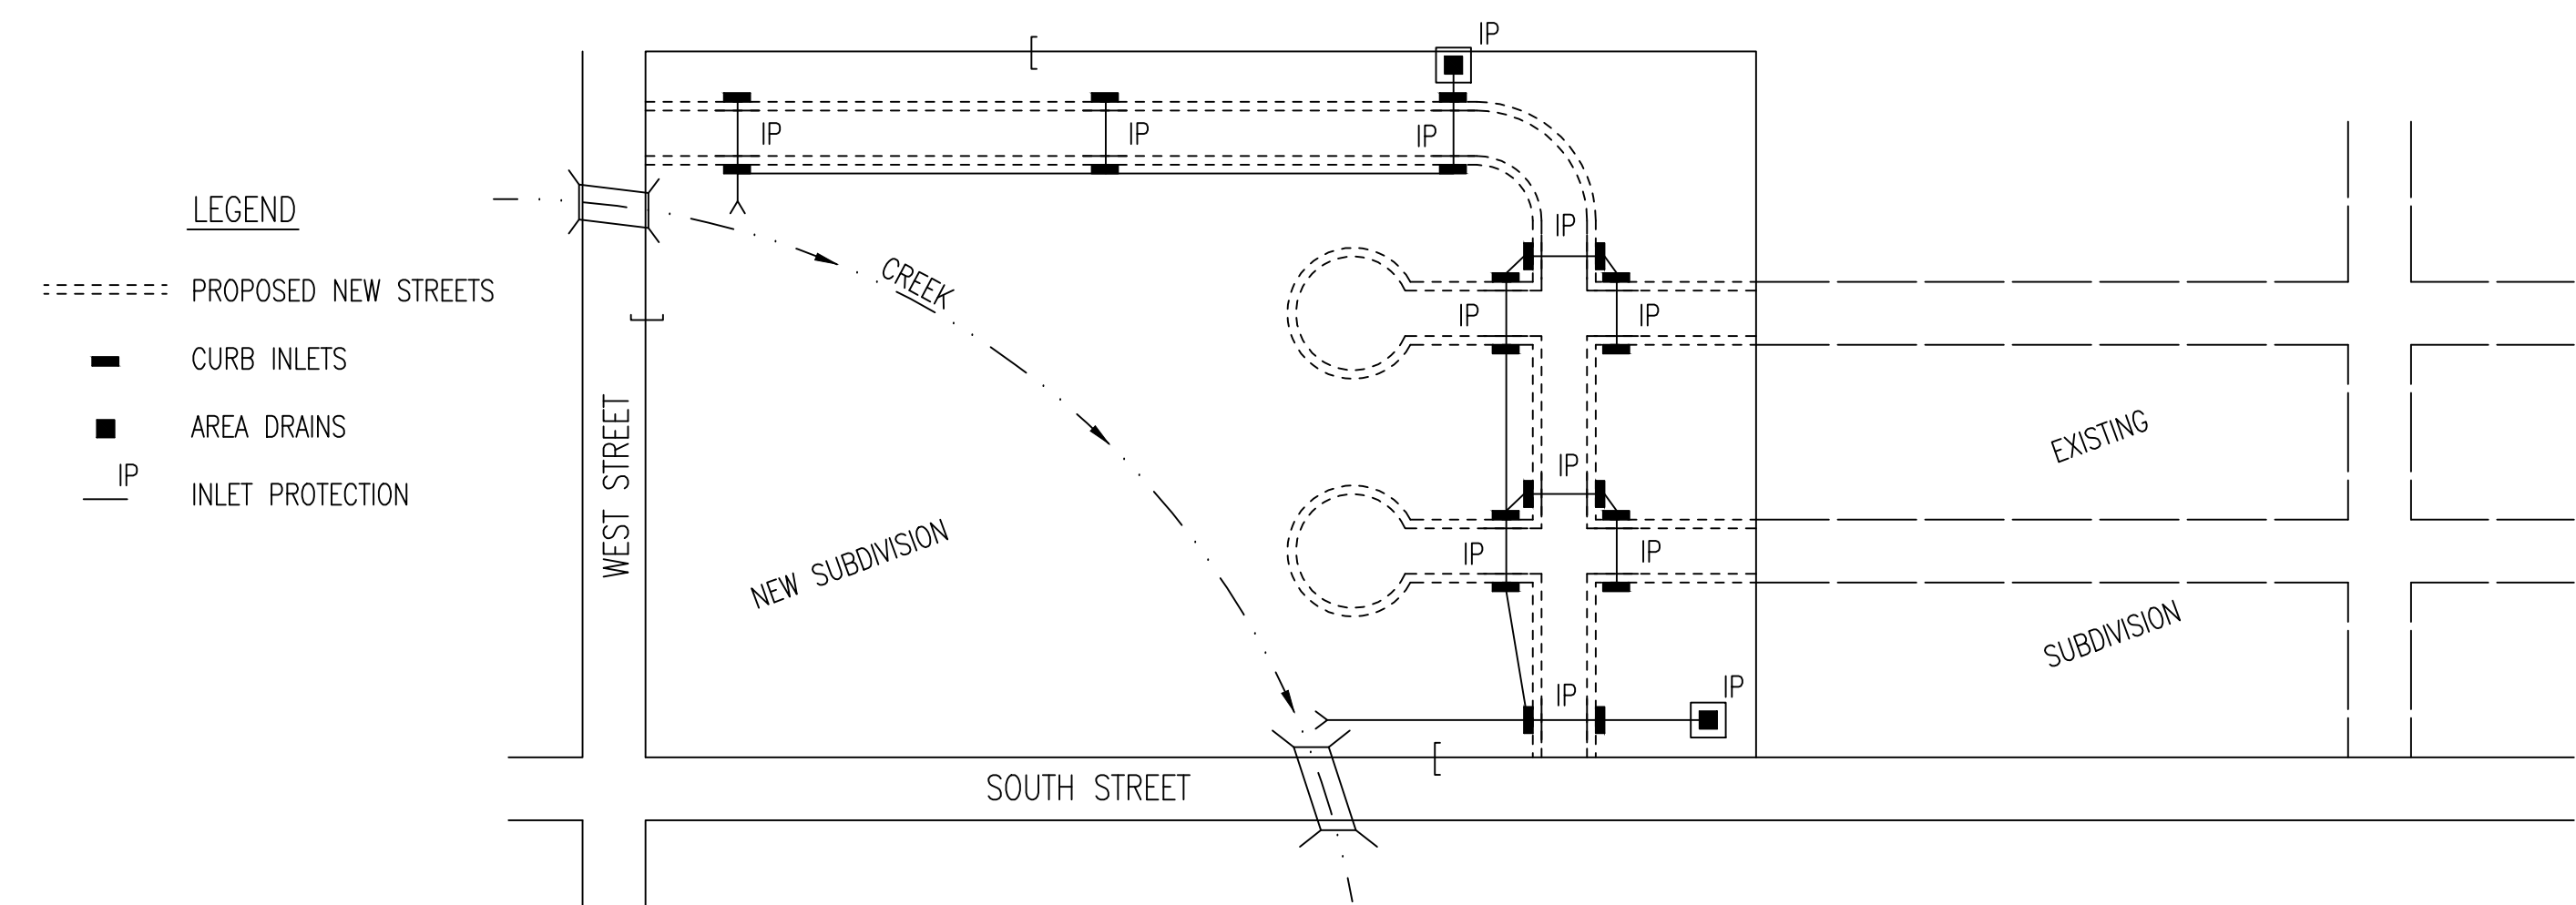 LEGEND
PROPOSED NEW STREETS
CURB INLETS
AREA DRAINS
IP
INLET PROTECTION
IP
IP
IP
IP
IP
IP
IP
IP
IP
IP
IP
IP
CREEK
WEST STREET
NEW SUBDIVISION
SOUTH STREET
EXISTING
SUBDIVISION